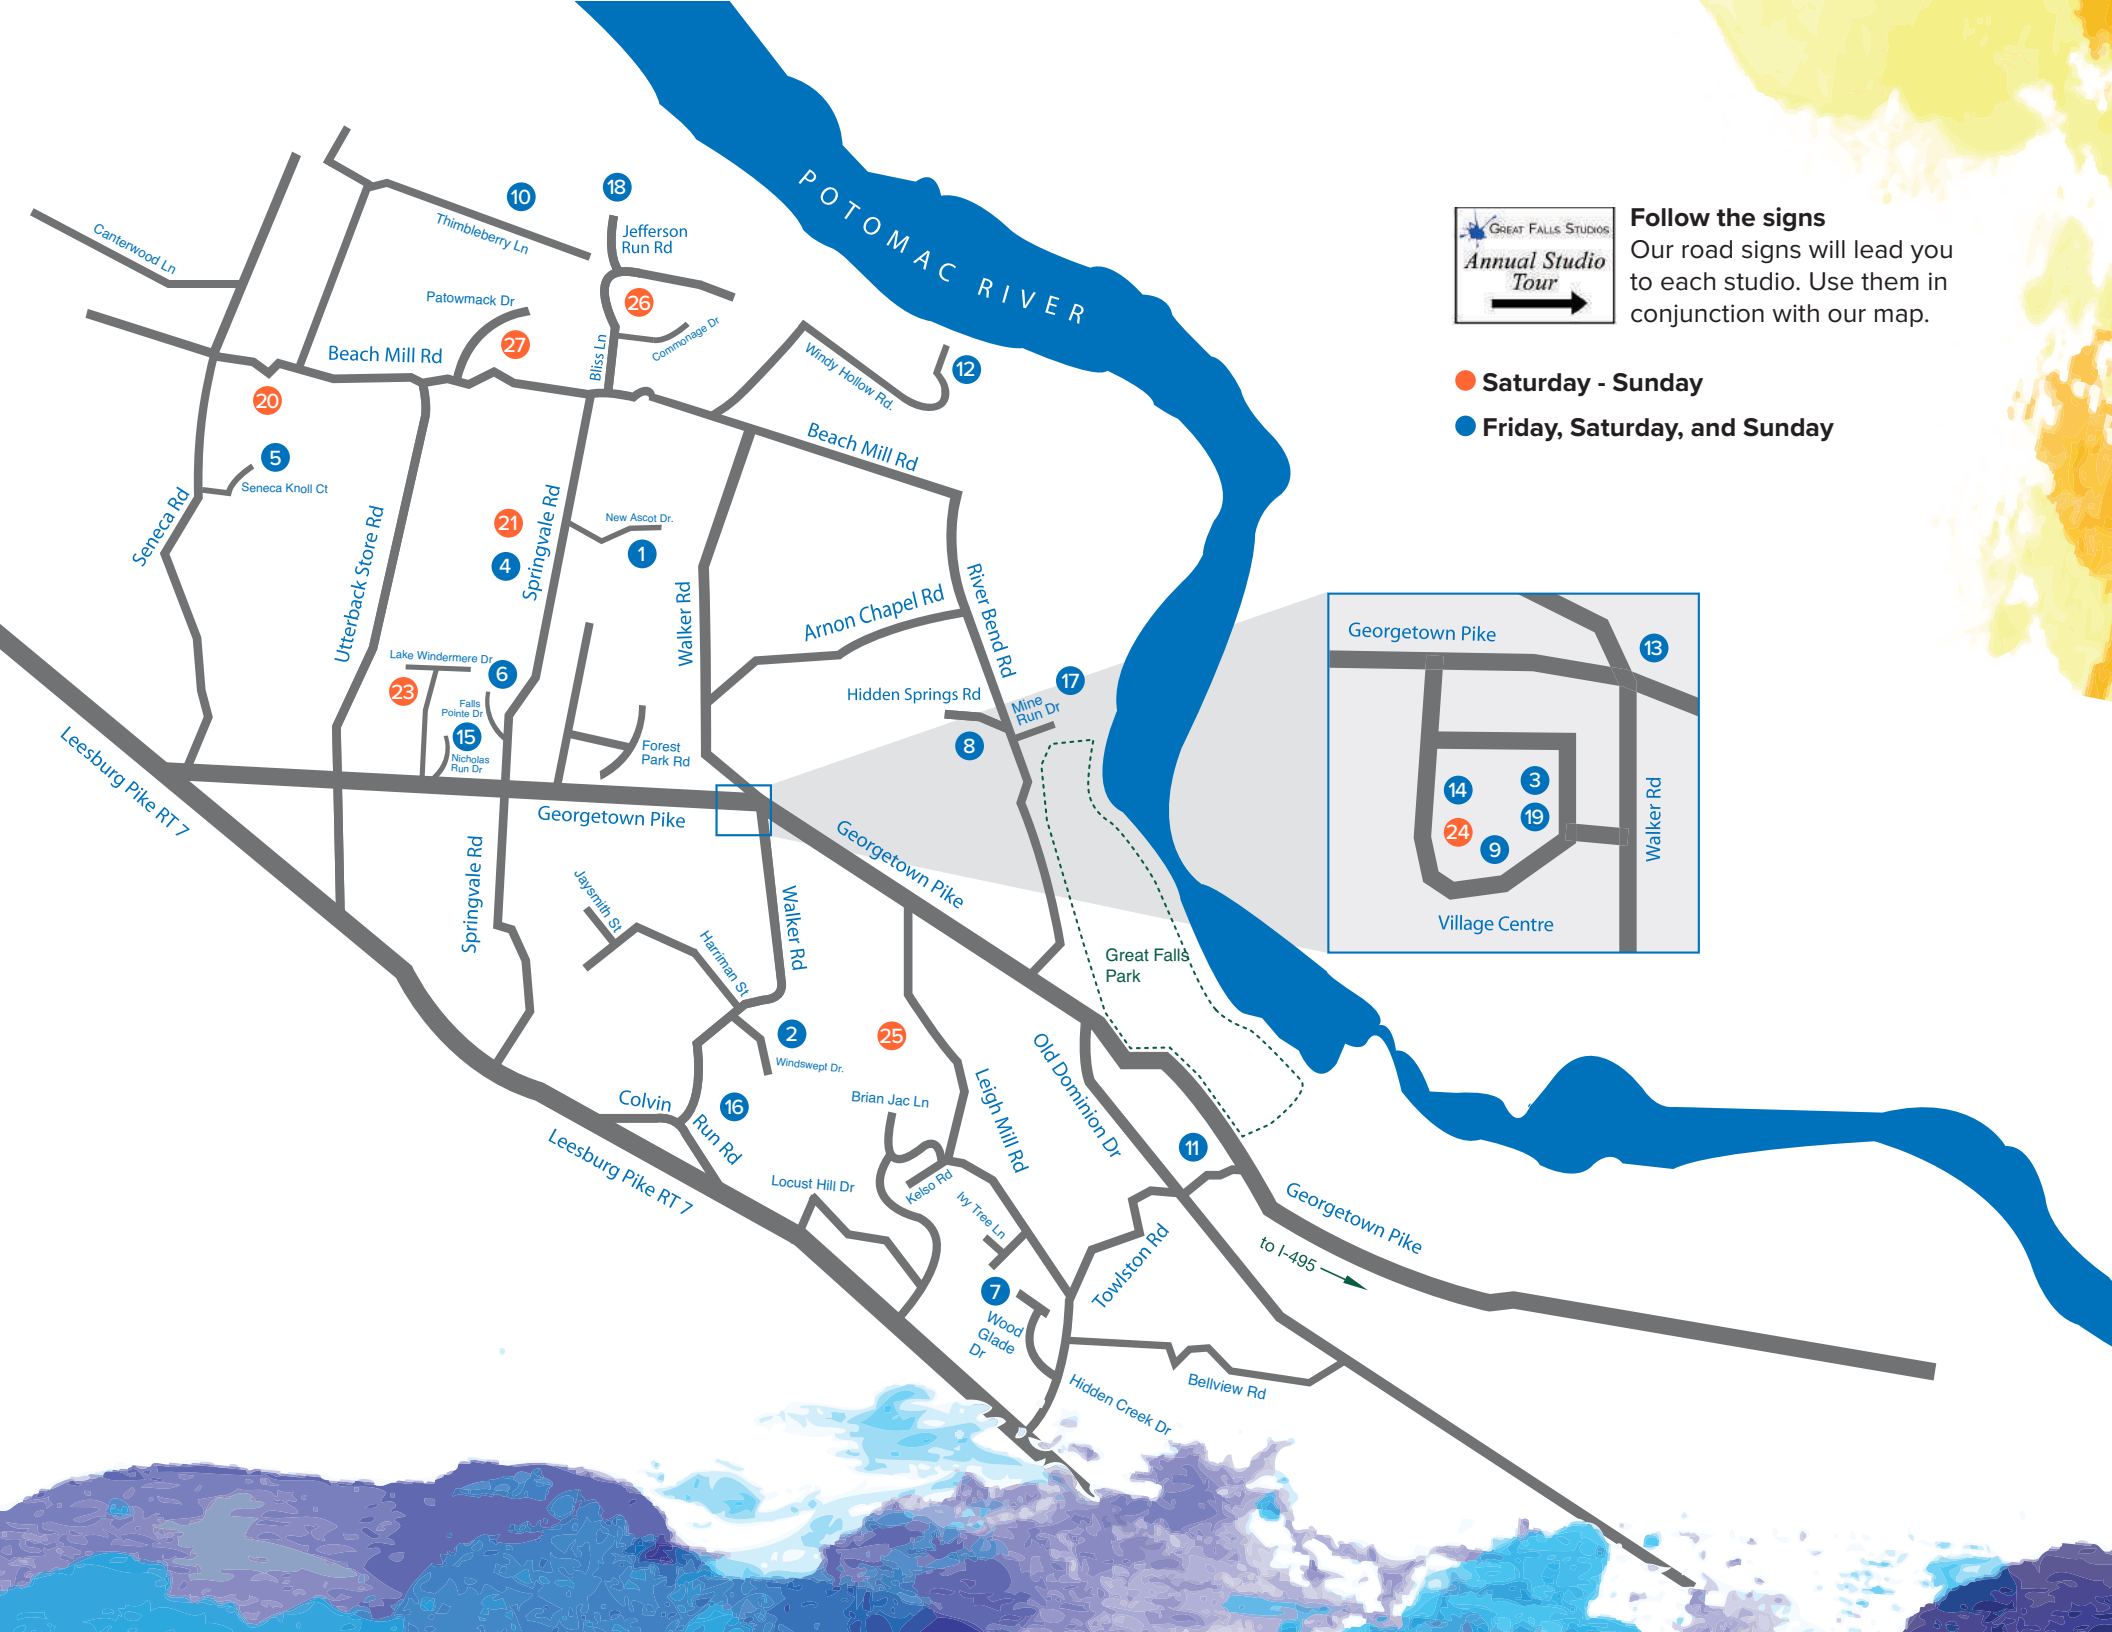 POTOMAC RIVER
GREAT FALLS STUDIOS
Annual Studio
Tour
Follow the signs
Our road signs will lead you
to each studio. Use them in
conjunction with our map.
Saturday - Sunday
Friday, Saturday, and Sunday
10
18
Thimbleberry Ln
Jefferson
Run Rd
Canterwood Ln
Patowmack Dr
26
27
Commonage Dr
Beach Mill Rd
Bliss Ln
Windy Hollow Rd.
12
20
Beach Mill Rd
5
Seneca Knoll Ct
Seneca Rd
Utterback Store Rd
21
4
Springvale Rd
New Ascot Dr.
1
Walker Rd
Arnon Chapel Rd
River Bend Rd
Lake Windermere Dr
6
23
Falls
Pointe Dr
15
Nicholas
Run Dr
Forest
Park Rd
Hidden Springs Rd
Mine
Run Dr
17
8
Georgetown Pike
13
14
3
19
24
9
Walker Rd
Village Centre
Leesburg Pike RT 7
Georgetown Pike
Georgetown Pike
Springvale Rd
Jaysmith St
Harriman St
Walker Rd
Great Falls
Park
2
Windswept Dr.
25
Brian Jac Ln
Leigh Mill Rd
Old Dominion Dr
Colvin
Run Rd
16
11
Leesburg Pike RT 7
Locust Hill Dr
Kelso Rd
Ivy Tree Ln
Towlston Rd
Georgetown Pike
to I-495
7
Wood
Glade
Dr
Bellview Rd
Hidden Creek Dr